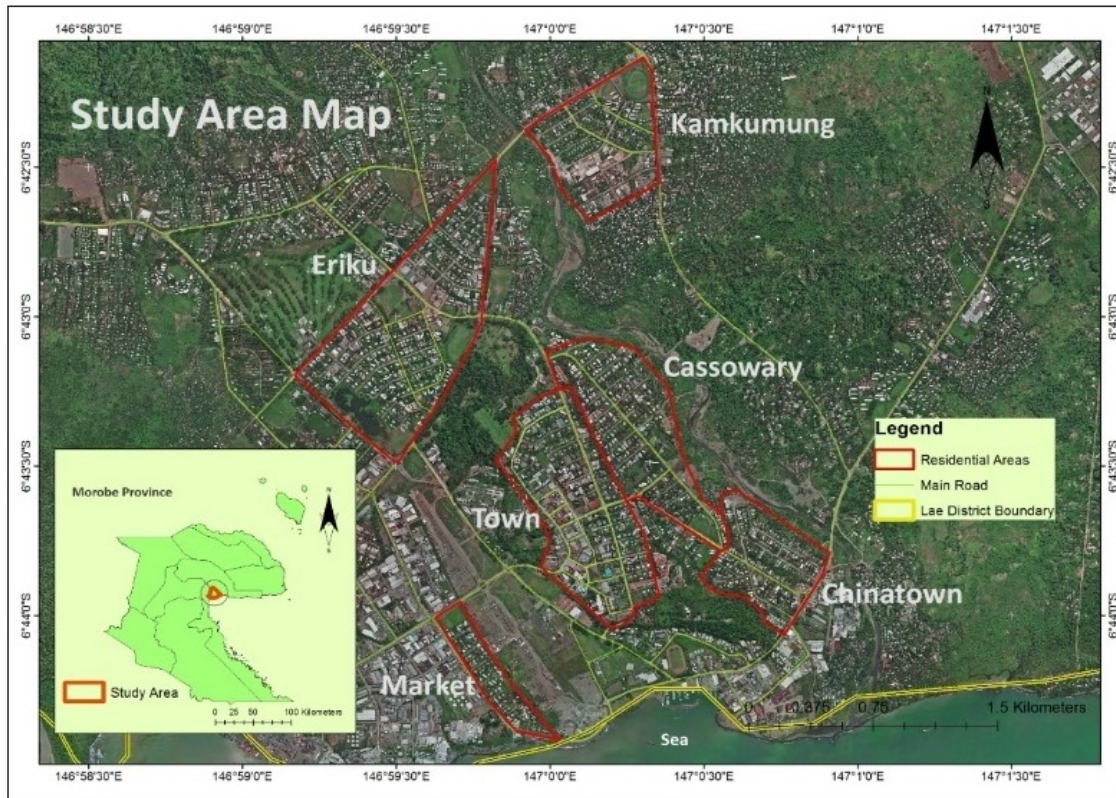 146°58'30"E 146°59'0"E 146°59'30"E 147°0'0"E 147°0'30"E 147°1'0"E 147°1'30"E
Study Area Map
Kamkumung
N
S
6°42'30"S 6°42'30"S
Eriku
6°43'0"S 6°43'0"S
Cassowary
Legend
Residential Areas
Main Road
Lae District Boundary
6°43'30"S 6°43'30"S
Morobe Province
N
S
Town
Chinatown
6°44'0"S 6°44'0"S
Market
Study Area
0 25 50 100 Kilometers
0 0.375 0.75 1.5 Kilometers
Sea
146°58'30"E 146°59'0"E 146°59'30"E 147°0'0"E 147°0'30"E 147°1'0"E 147°1'30"E